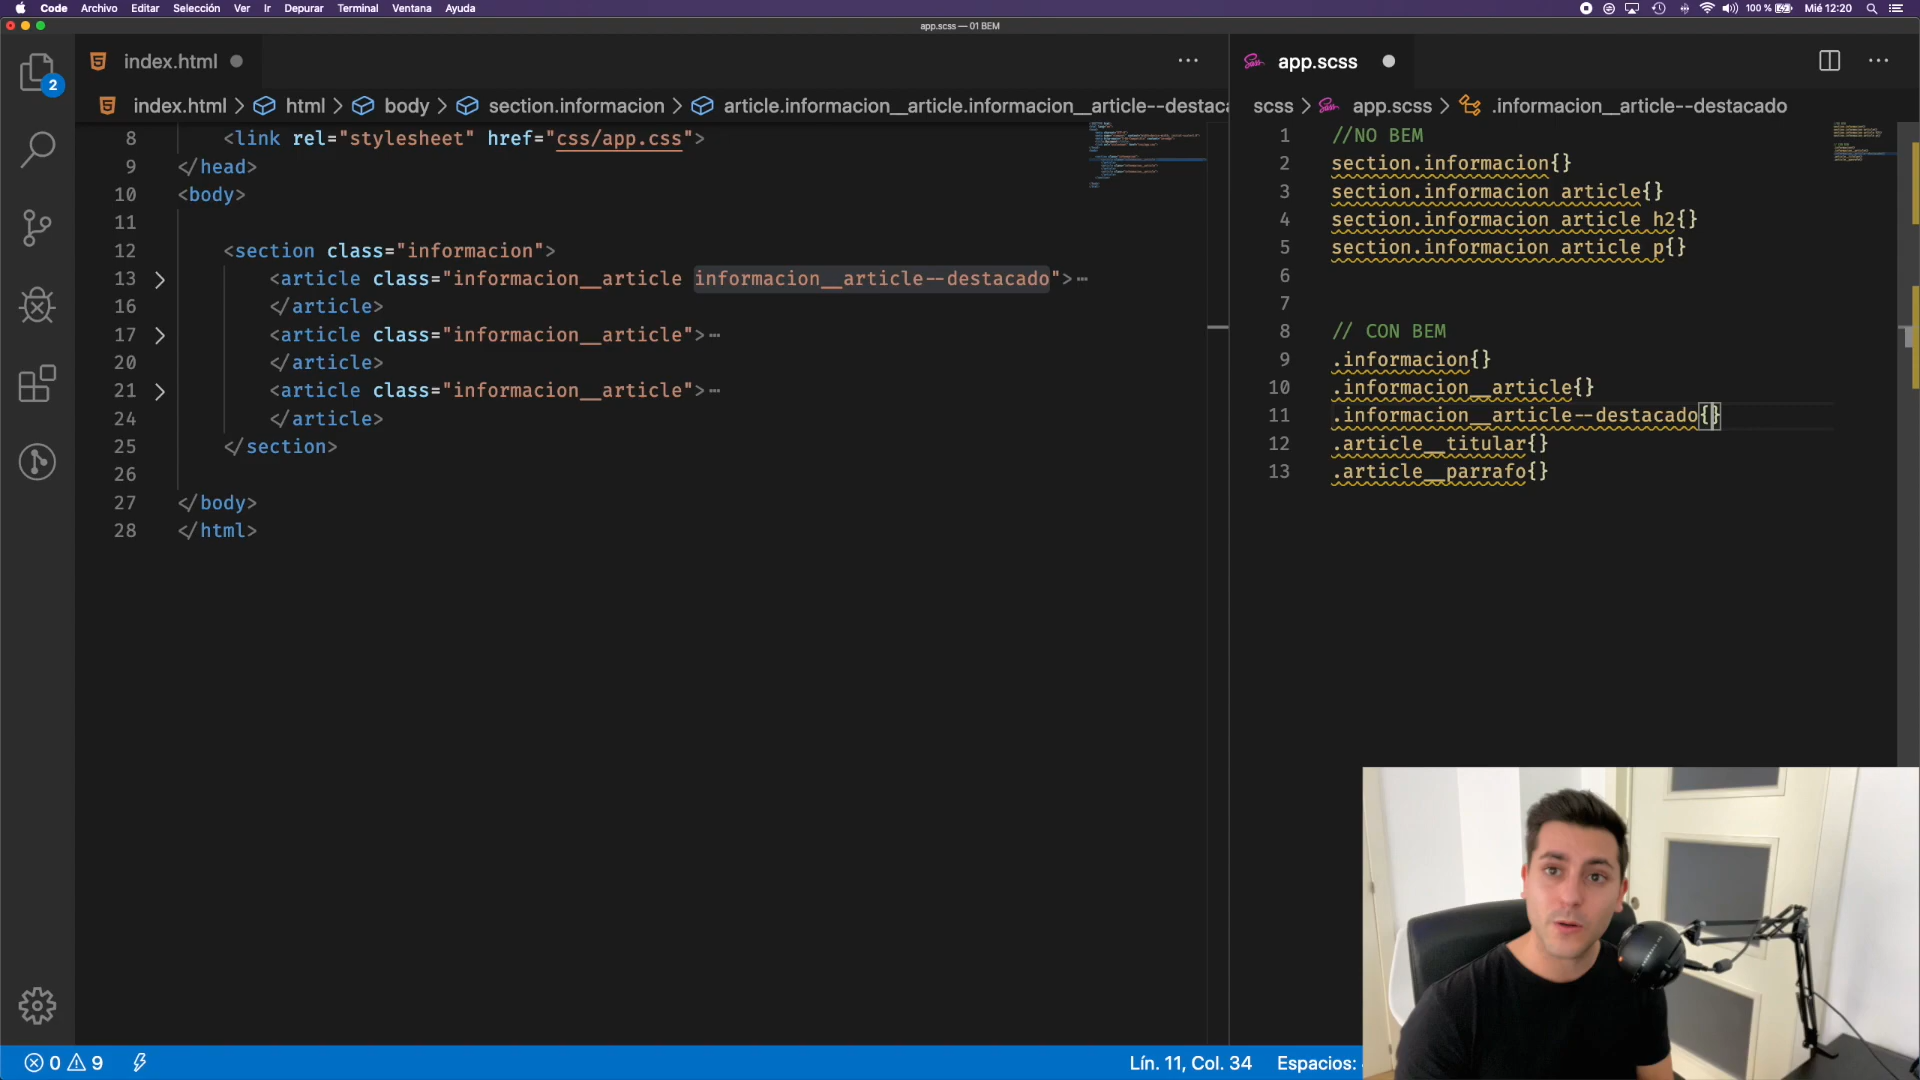 Code Archivo Editar Selección Ver Ir Depurar Terminal Ventana Ayuda
100 % Mié 12:20
app.scss — 01 BEM
index.html
app.scss
2
index.html > html > body > section.informacion > article.informacion__article.informacion__article--destaca
scss > app.scss > .informacion__article--destacado
8 <link rel="stylesheet" href="css/app.css">
9 </head>
10 <body>
11
12 <section class="informacion">
13 <article class="informacion__article informacion__article--destacado">
16 </article>
17 <article class="informacion__article">
20 </article>
21 <article class="informacion__article">
24 </article>
25 </section>
26
27 </body>
28 </html>
1 //NO BEM
2 section.informacion{}
3 section.informacion article{}
4 section.informacion article h2{}
5 section.informacion article p{}
6
7
8 // CON BEM
9 .informacion{}
10 .informacion__article{}
11 .informacion__article--destacado{}
12 .article__titular{}
13 .article__parrafo{}
0 9
Lín. 11, Col. 34 Espacios: